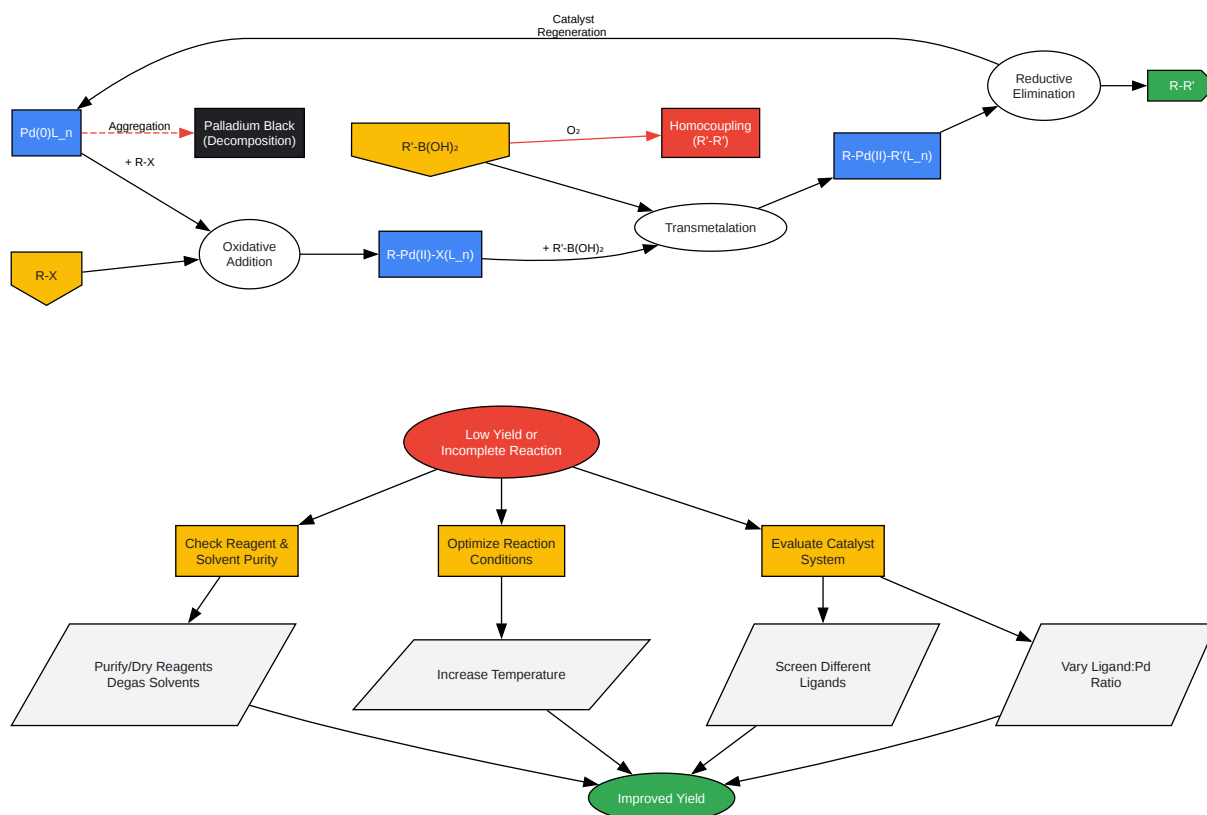 Catalyst
Regeneration
Reductive
Elimination
R-R'
Pd(0)L_n
Aggregation
Palladium Black
(Decomposition)
R'-B(OH)₂
O₂
Homocoupling
(R'-R')
R-Pd(II)-R'(L_n)
+ R-X
Transmetalation
Oxidative
Addition
R-Pd(II)-X(L_n)
+ R'-B(OH)₂
R-X
Low Yield or
Incomplete Reaction
Check Reagent &
Solvent Purity
Optimize Reaction
Conditions
Evaluate Catalyst
System
Purify/Dry Reagents
Degas Solvents
Increase Temperature
Screen Different
Ligands
Vary Ligand:Pd
Ratio
Improved Yield